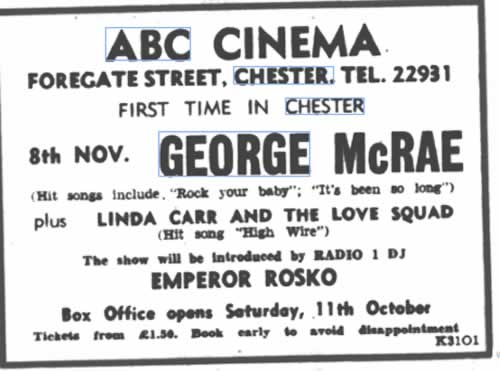 ABC CINEMA
FOREGATE STREET, CHESTER. TEL. 22931
FIRST TIME IN CHESTER
8th NOV. GEORGE McRAE
(Hit songs include, "Rock your baby"; "It's been so long")
plus LINDA CARR AND THE LOVE SQUAD
(Hit song "High Wire")
The show will be introduced by RADIO 1 DJ
EMPEROR ROSKO
Box Office opens Saturday, 11th October
Tickets from £1.50. Book early to avoid disappointment
K3101